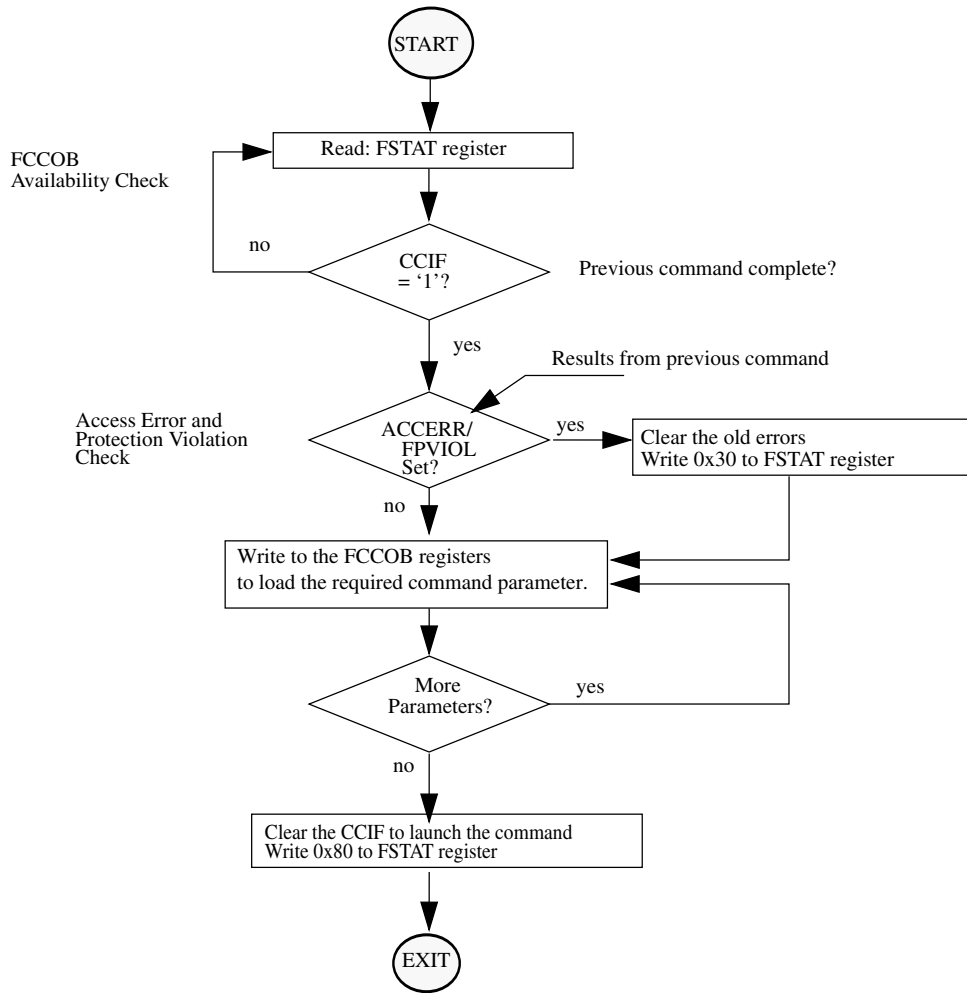 START
Read: FSTAT register
FCCOB
Availability Check
no
CCIF
= ‘1’?
Previous command complete?
yes
Results from previous command
Access Error and
Protection Violation
Check
ACCERR/
FPVIOL
Set?
yes
Clear the old errors
Write 0x30 to FSTAT register
no
Write to the FCCOB registers
to load the required command parameter.
More
Parameters?
yes
no
Clear the CCIF to launch the command
Write 0x80 to FSTAT register
EXIT